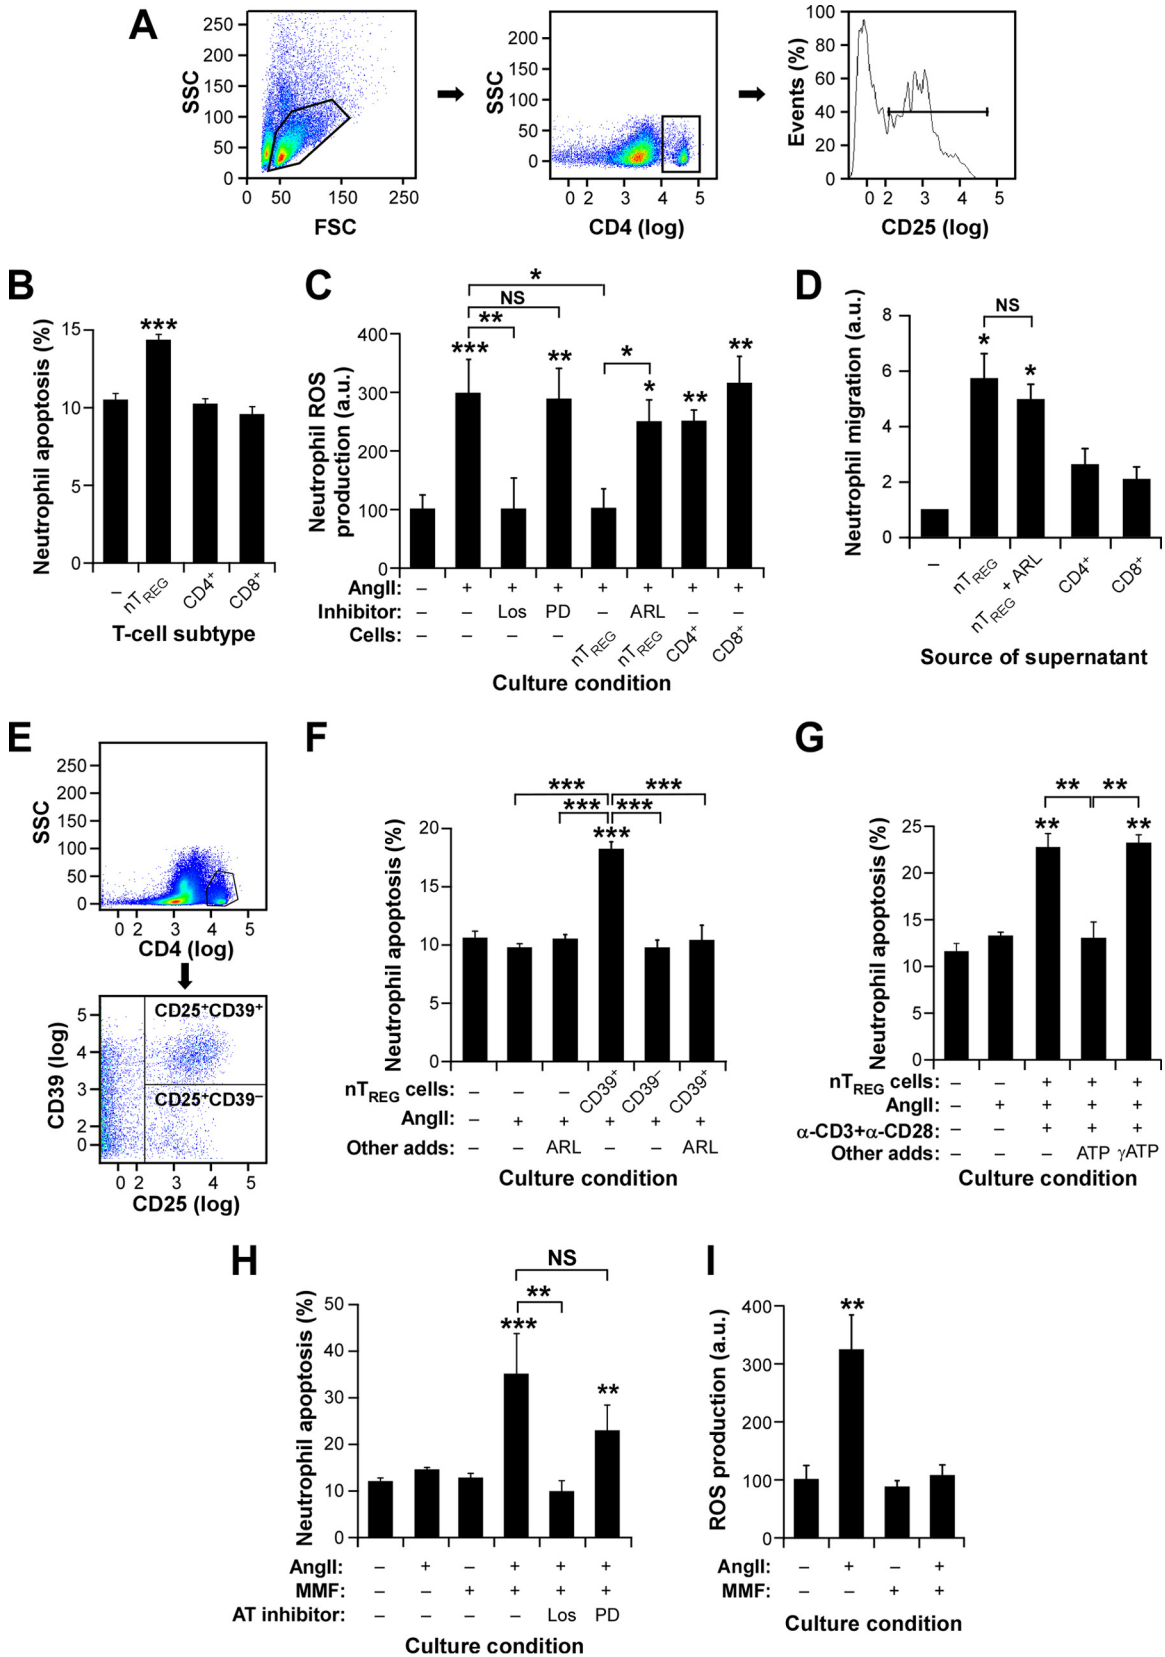 A
SSC
250
200
150
100
50
0
0 50 150 250
FSC
SSC
200
150
100
50
0
0 2 3 4 5
CD4 (log)
Events (%)
100
80
60
40
20
0
0 2 3 4 5
CD25 (log)
B
Neutrophil apoptosis (%)
15
10
5
0
***
– nTREG CD4+ CD8+
T-cell subtype
C
Neutrophil ROS
production (a.u.)
400
300
200
100
0
*
NS
**
*
*** ** * ** **
AngII: – + + + + + + +
Inhibitor: – – Los PD – ARL – –
Cells: – – – – nTREG nTREG CD4+ CD8+
Culture condition
D
Neutrophil migration (a.u.)
8
6
4
2
0
NS
* *
– nTREG nTREG + ARL CD4+ CD8+
Source of supernatant
E
SSC
250
200
150
100
50
0
0 2 3 4 5
CD4 (log)
CD39 (log)
5
4
3
2
0
CD25+CD39+
CD25+CD39–
0 2 3 4 5
CD25 (log)
F
Neutrophil apoptosis (%)
20
15
10
5
0
*** ***
*** ***
***
nTREG cells: – – – CD39+ CD39– CD39+
AngII: – + + + + +
Other adds: ARL ARL
Culture condition
G
Neutrophil apoptosis (%)
25
20
15
10
5
0
** **
** **
nTREG cells: – – + + +
AngII: – + + + +
α-CD3+α-CD28: – – + + +
Other adds: – – ATP γATP
Culture condition
H
Neutrophil apoptosis (%)
50
40
30
20
10
0
NS
**
***
**
AngII: – + – + + +
MMF: – – + + + +
AT inhibitor: – – – – Los PD
Culture condition
I
ROS production (a.u.)
400
300
200
100
0
**
AngII: – + – +
MMF: – – + +
Culture condition